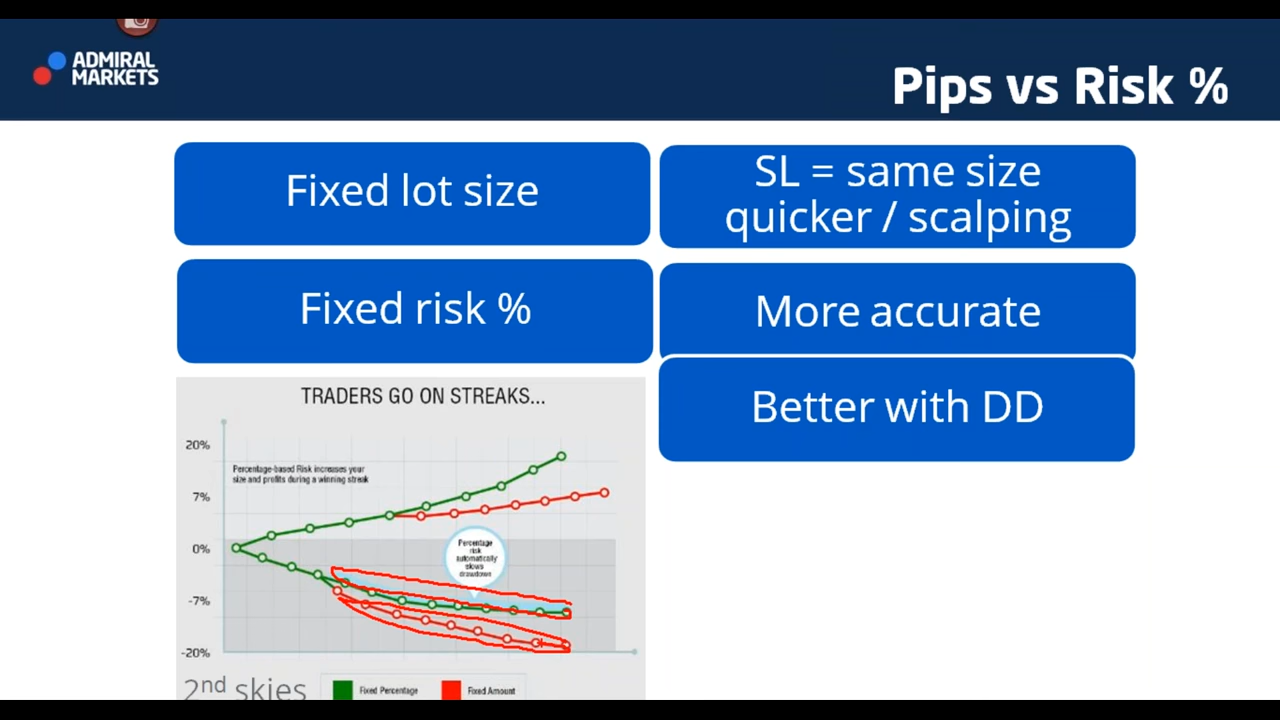 ADMIRAL
MARKETS
Pips vs Risk %
Fixed lot size
SL = same size
quicker / scalping
Fixed risk %
More accurate
Better with DD
TRADERS GO ON STREAKS...
20%
Percentage-based Risk increases your
size and profits during a winning streak
7%
0%
Percentage
risk
automatically
slows
drawdown
-7%
-20%
2nd skies
Fixed Percentage
Fixed Amount